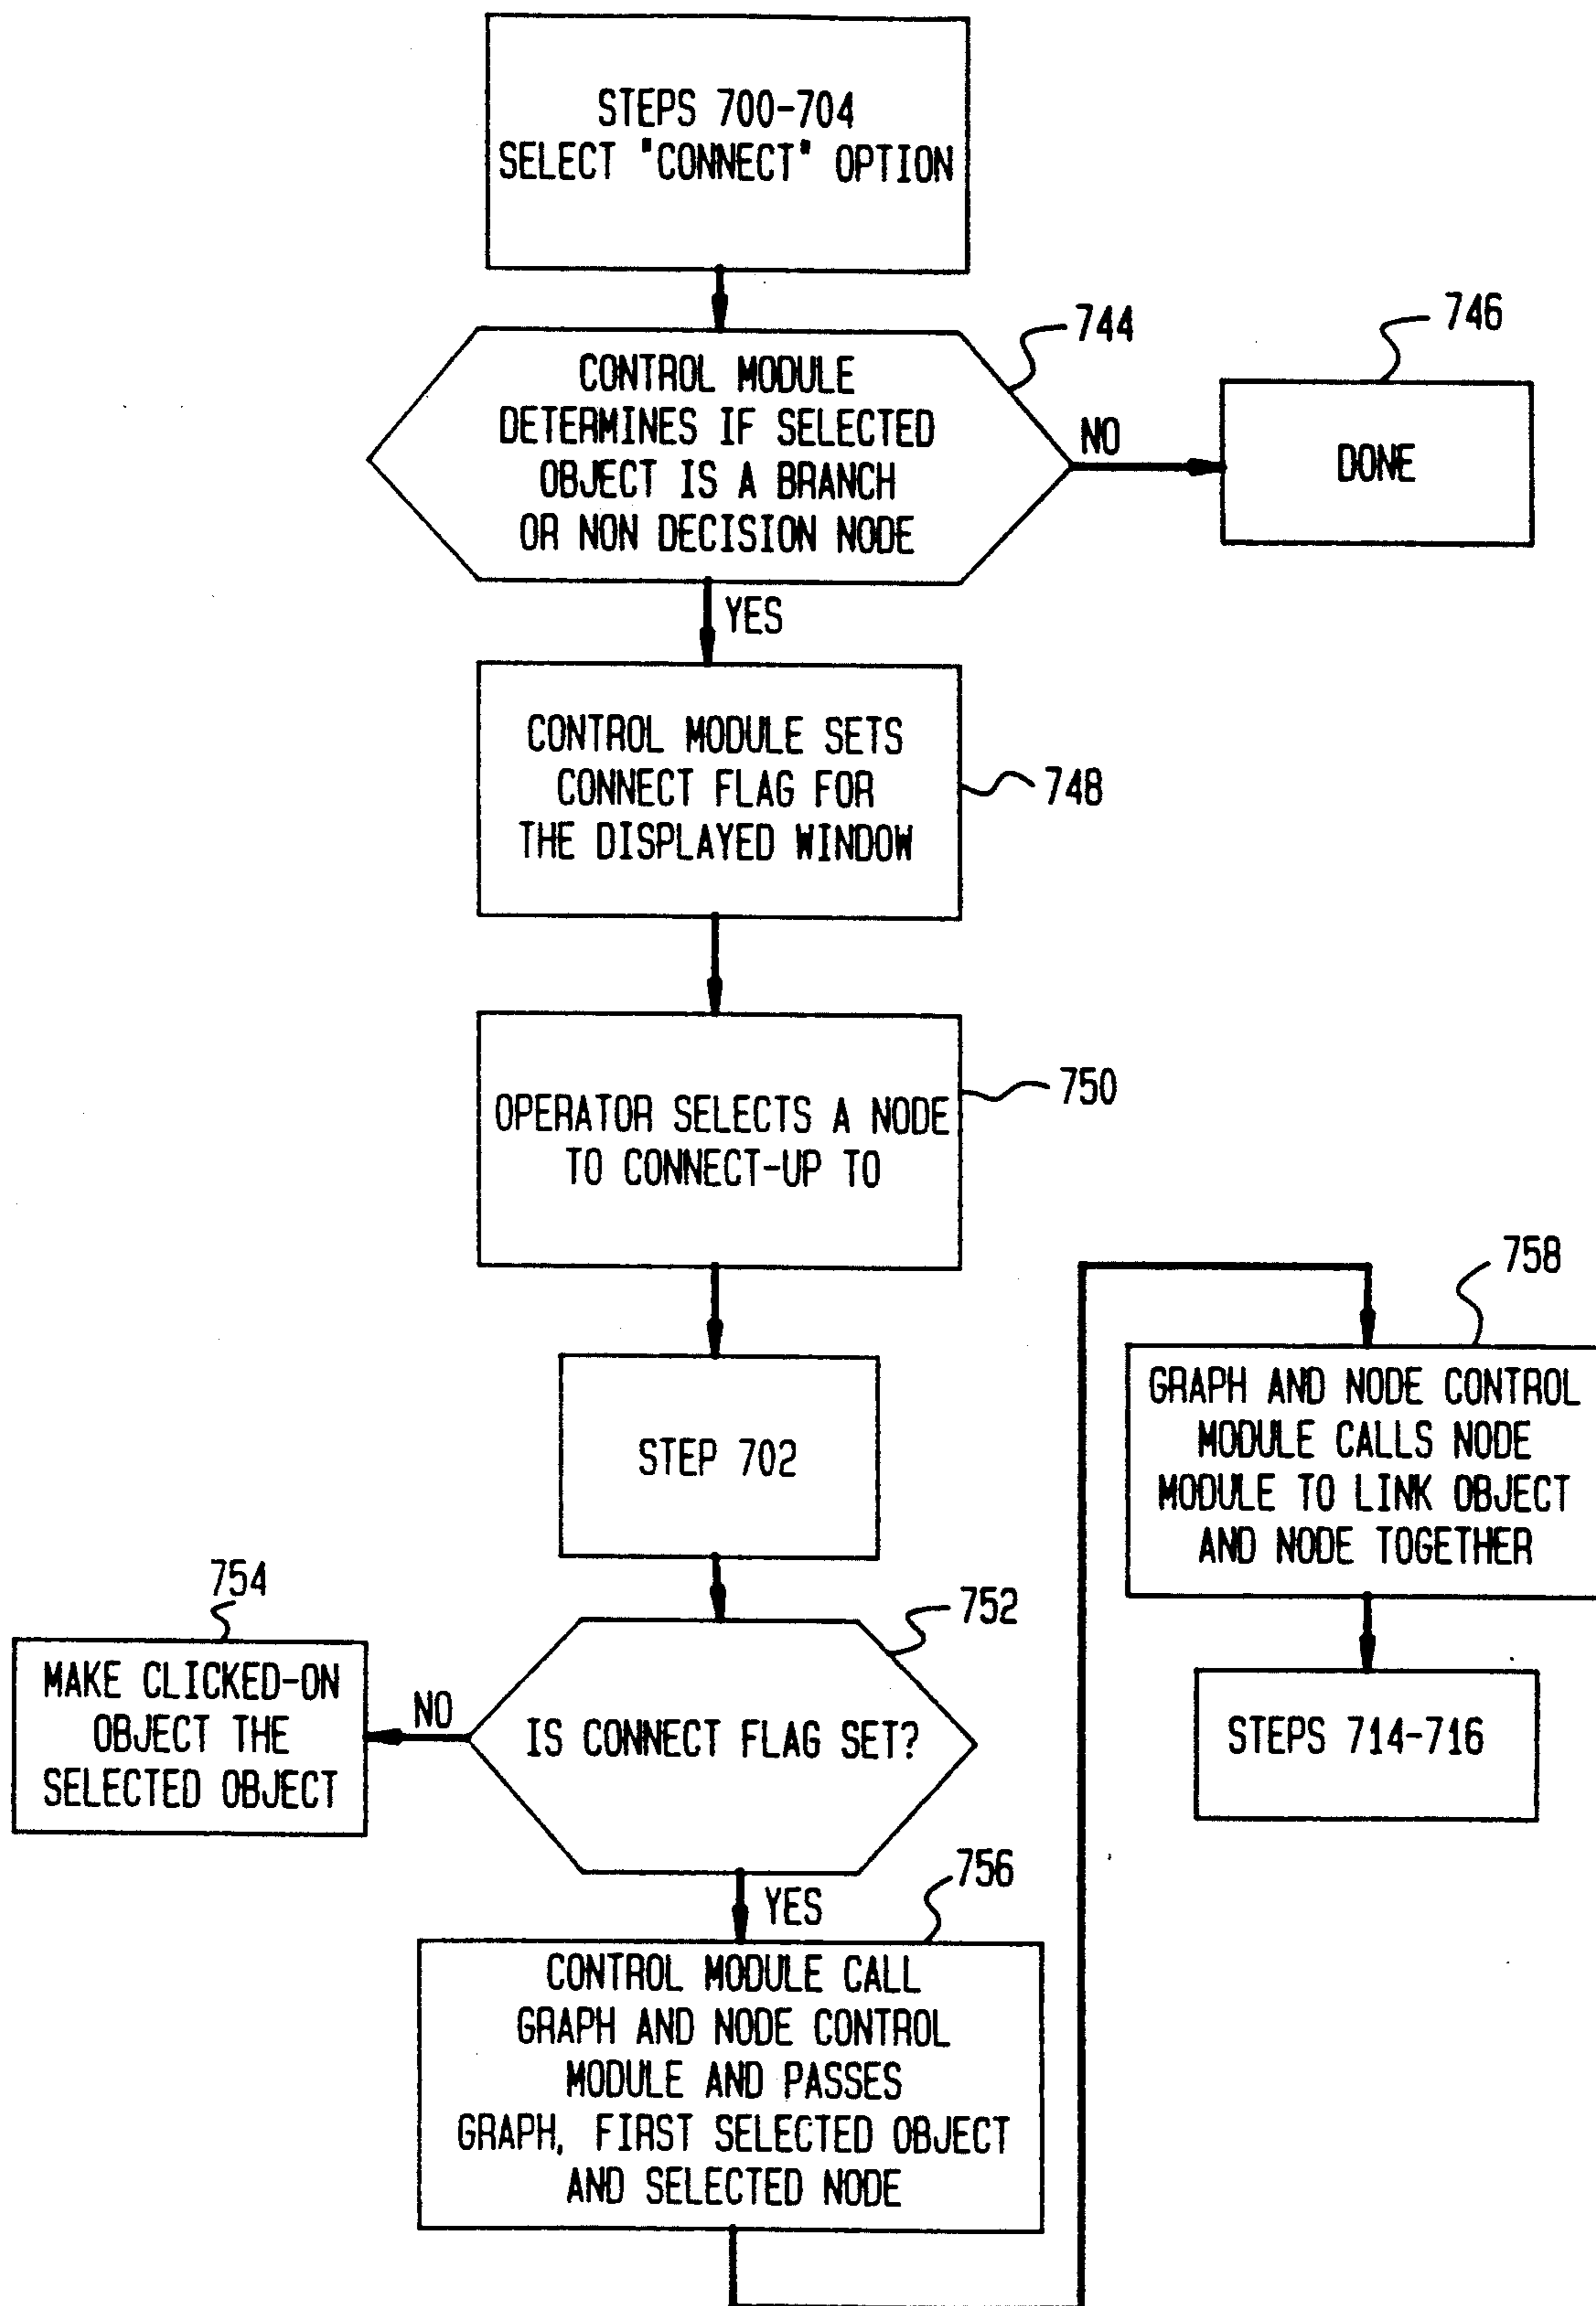 STEPS 700-704
SELECT "CONNECT" OPTION
CONTROL MODULE
DETERMINES IF SELECTED
OBJECT IS A BRANCH
OR NON DECISION NODE
744
NO
746
DONE
YES
CONTROL MODULE SETS
CONNECT FLAG FOR
THE DISPLAYED WINDOW
748
OPERATOR SELECTS A NODE
TO CONNECT-UP TO
750
STEP 702
752
IS CONNECT FLAG SET?
NO
754
MAKE CLICKED-ON
OBJECT THE
SELECTED OBJECT
YES
756
CONTROL MODULE CALL
GRAPH AND NODE CONTROL
MODULE AND PASSES
GRAPH, FIRST SELECTED OBJECT
AND SELECTED NODE
758
GRAPH AND NODE CONTROL
MODULE CALLS NODE
MODULE TO LINK OBJECT
AND NODE TOGETHER
STEPS 714-716